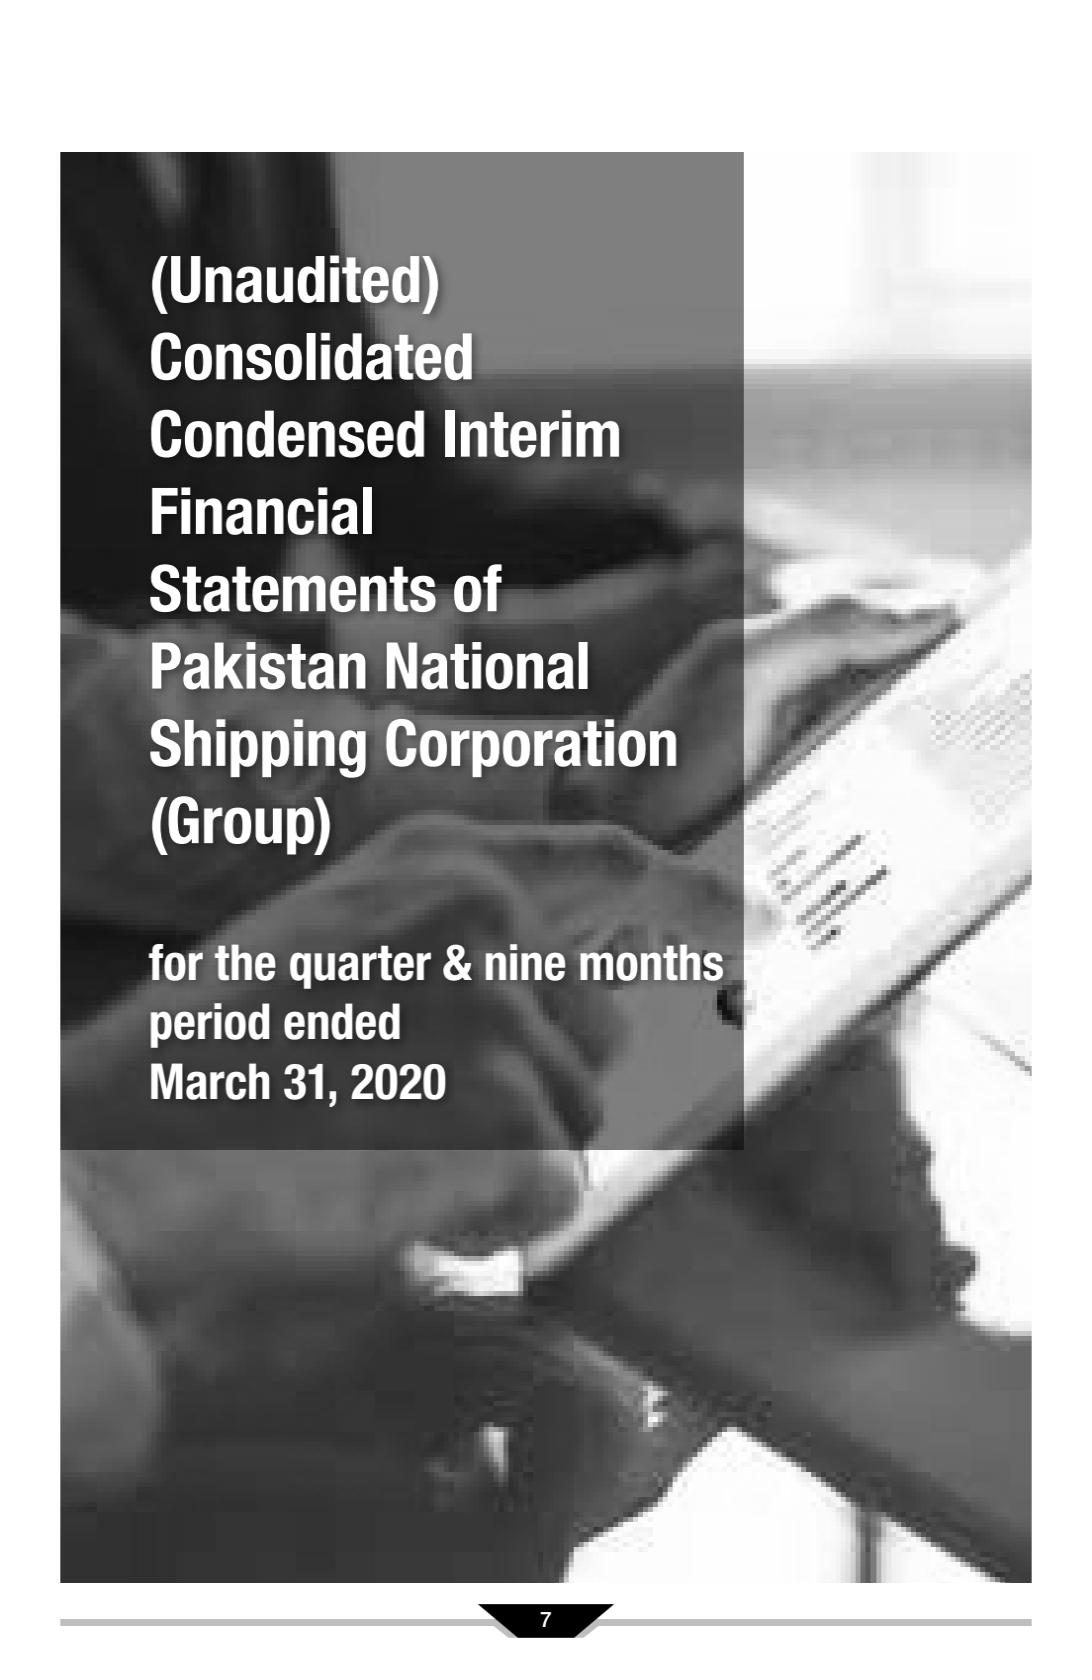 (Unaudited)
Consolidated
Condensed Interim
Financial
Statements of
Pakistan National
Shipping Corporation
(Group)
for the quarter & nine months
period ended
March 31, 2020
7